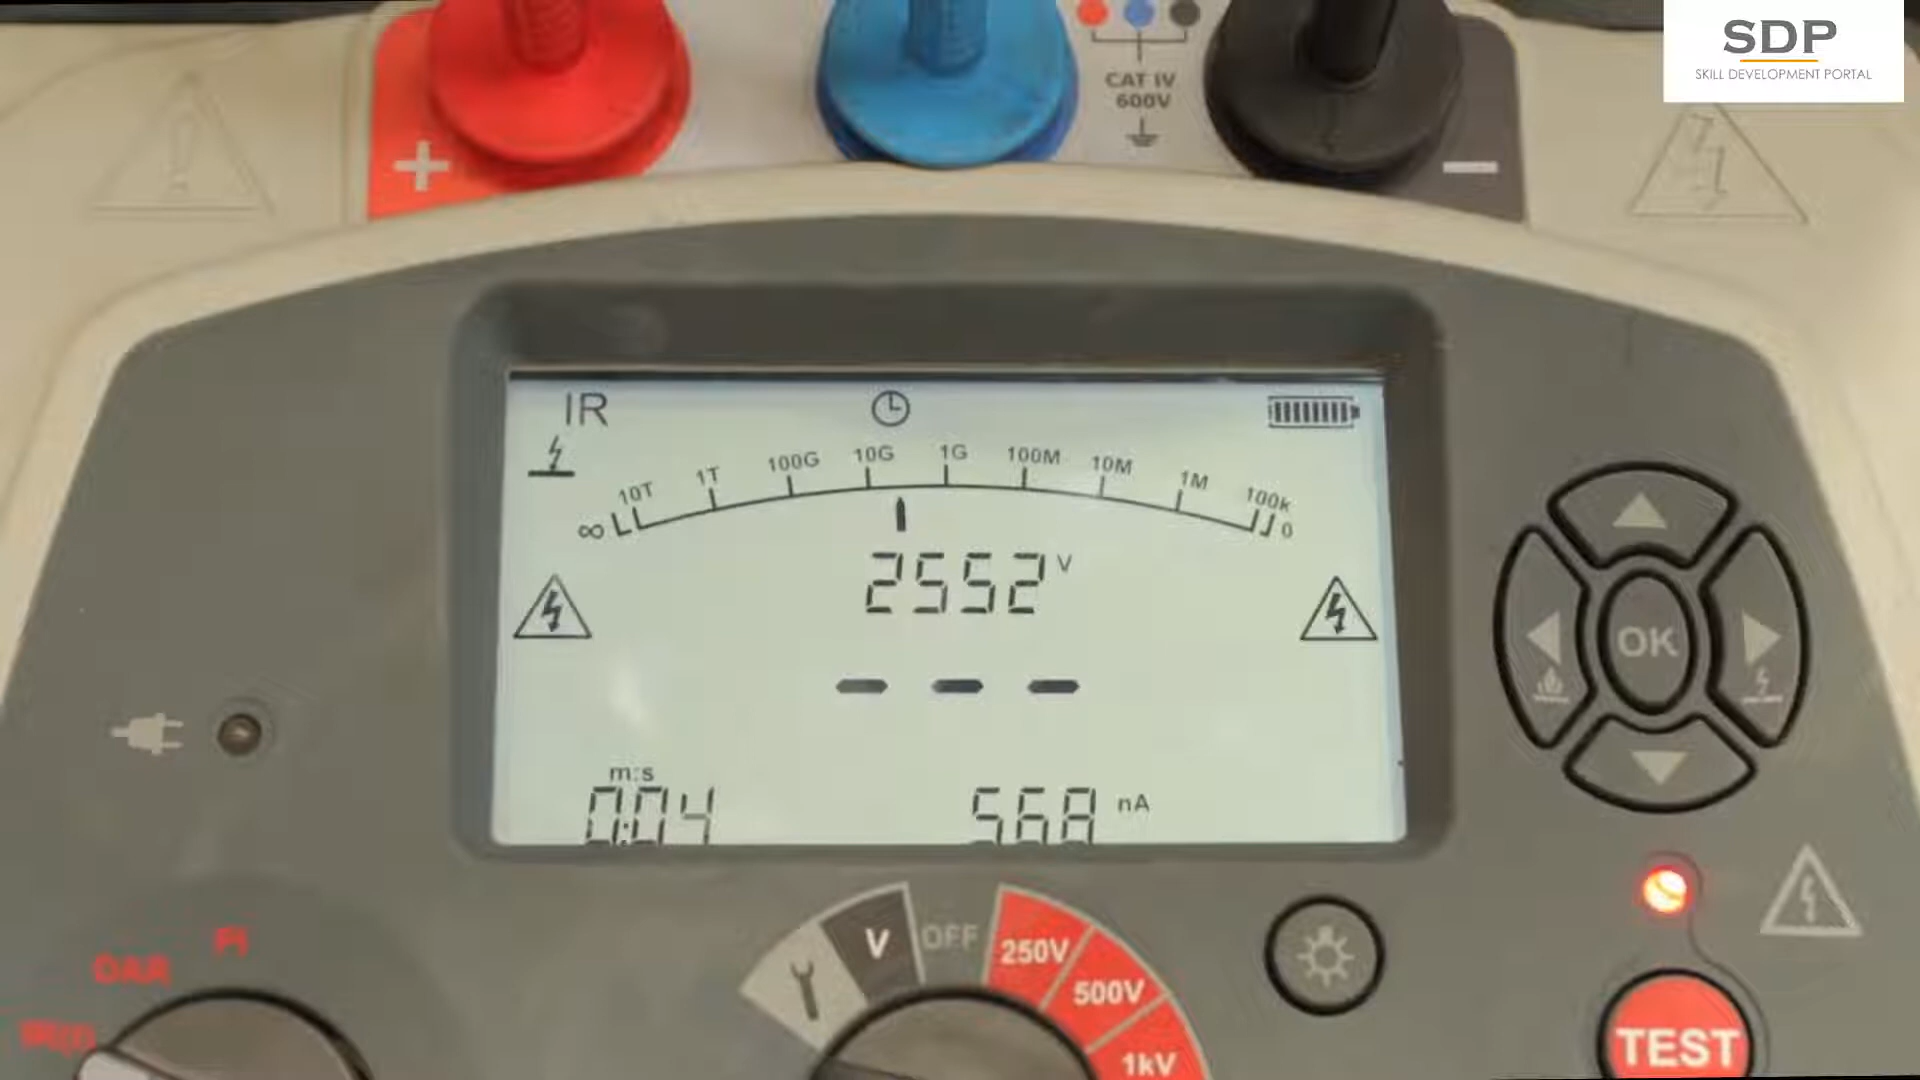 SDP
SKILL DEVELOPMENT PORTAL
CAT IV
600V
+
−
IR
∞ 10T 1T 100G 10G 1G 100M 10M 1M 100k 0
2552 V
- - -
m:s
0:04
568 nA
OK
PI
DAR
IR(t)
V
OFF
250V
500V
1kV
TEST